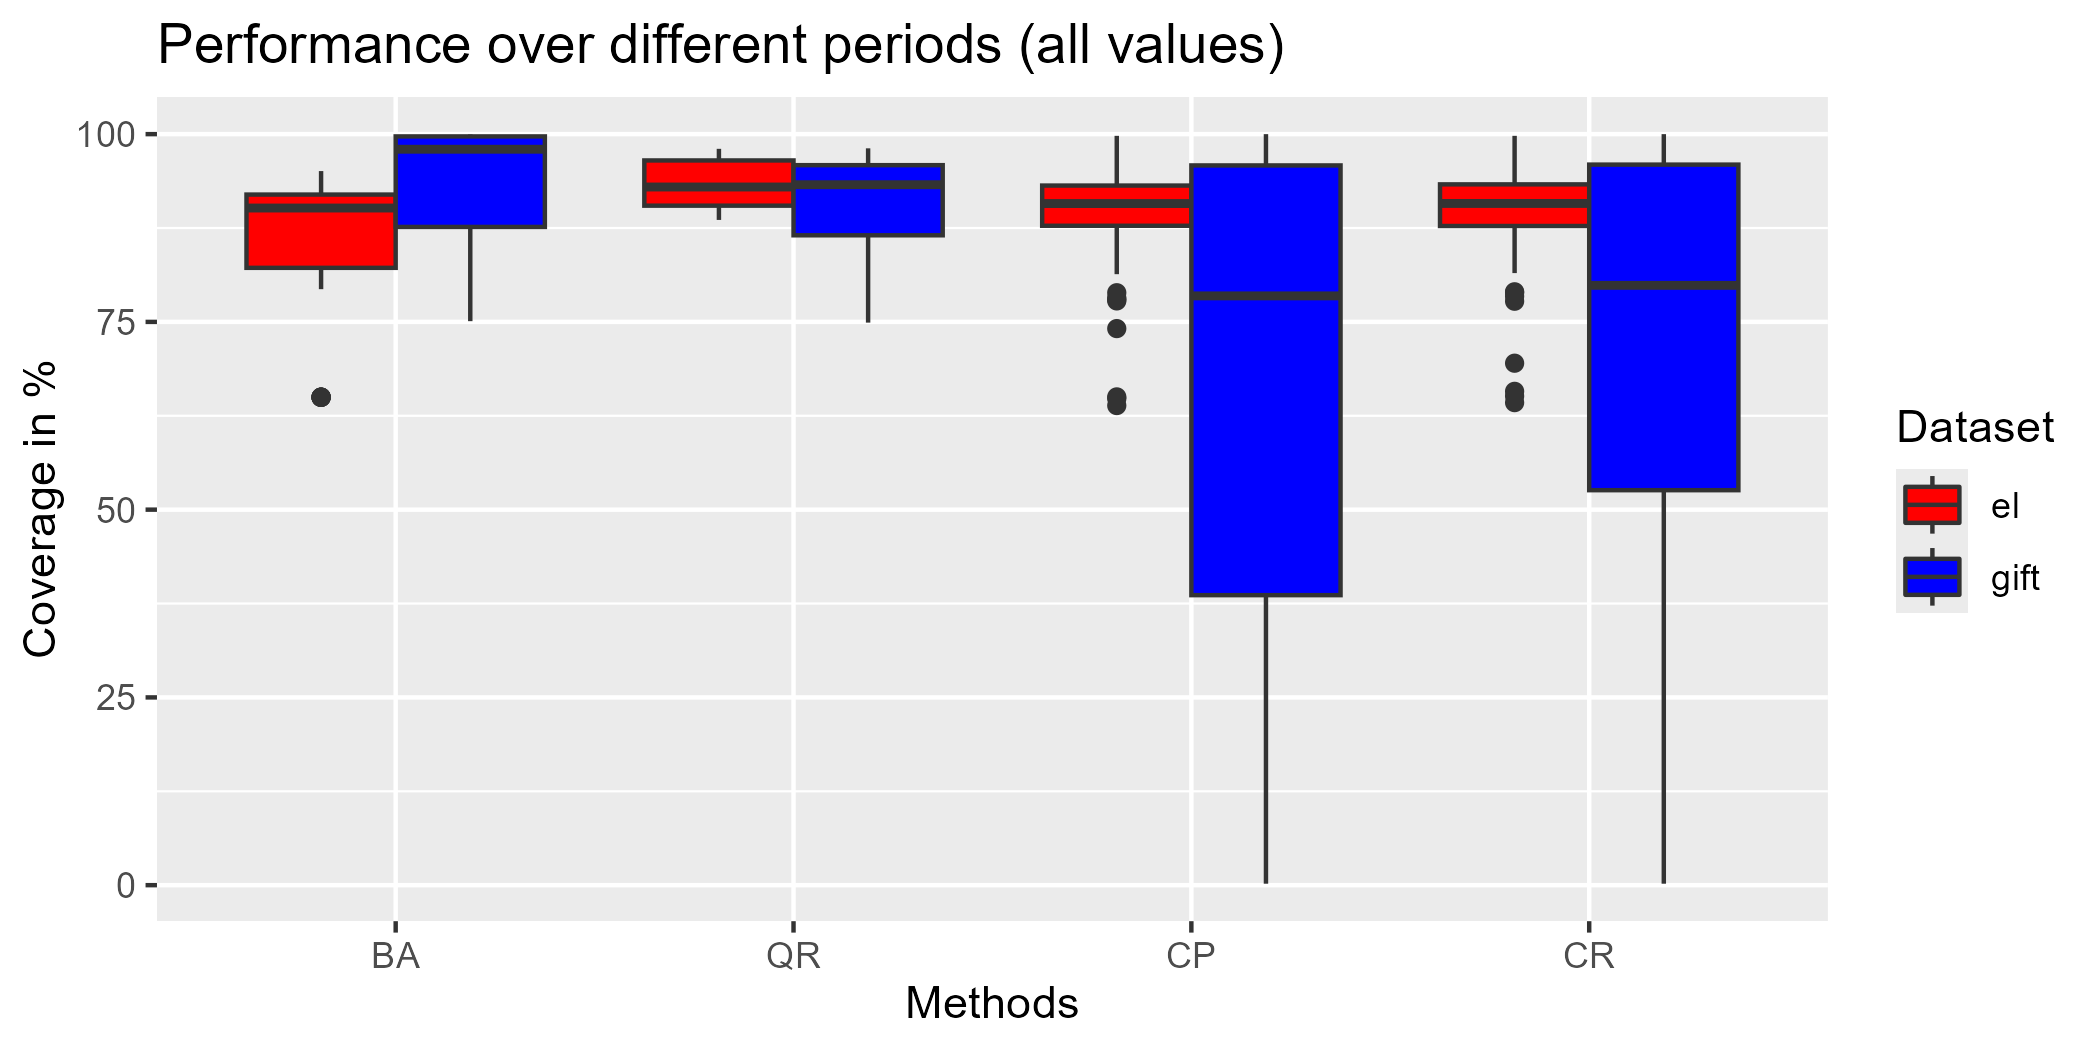 Performance over different periods (all values)
Coverage in %
100
75
50
25
0
BA
QR
CP
CR
Methods
Dataset
el
gift